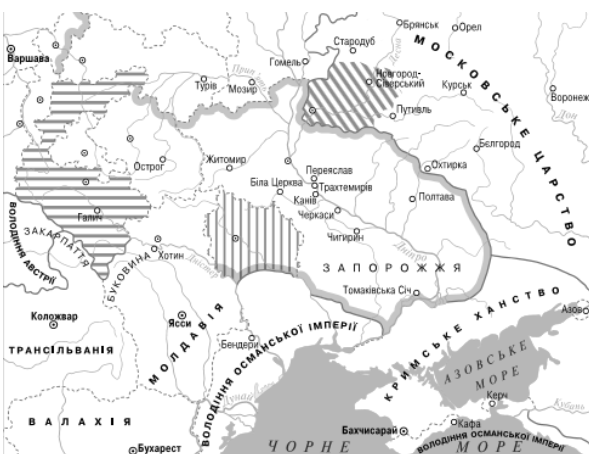 Брянськ
Орел
Стародуб
Десна
МОСКОВСЬКЕ ЦАРСТВО
Варшава
Гомель
Новгород-
Сіверський
Курськ
Воронеж
Дон
Турів
Мозир
Путивль
Бєлгород
Острог
Житомир
Охтирка
Переяслав
Біла Церква
Трахтемирів
Канів
Полтава
Черкаси
Галич
Чигирин
Дніпро
ВОЛОДІННЯ АВСТРІЇ
ЗАКАРПАТТЯ
БУКОВИНА
Хотин
Дністер
ЗАПОРОЖЖЯ
Томаківська Січ
Коложвар
Ясси
МОЛДАВІЯ
ВОЛОДІННЯ ОСМАНСЬКОЇ ІМПЕРІЇ
Бендери
КРИМСЬКЕ ХАНСТВО
Азов
ТРАНСІЛЬВАНІЯ
АЗОВСЬКЕ
МОРЕ
Дунай
Керч
Кубань
ВАЛАХІЯ
Бахчисарай
Кафа
ВОЛОДІННЯ ОСМАНСЬКОЇ ІМПЕРІЇ
Бухарест
ЧОРНЕ
МОРЕ